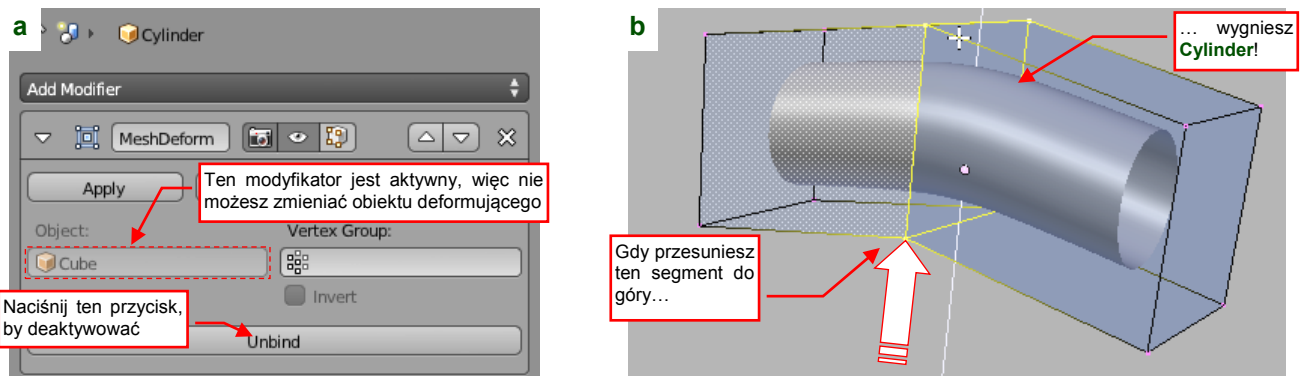 a
Cylinder
Add Modifier
MeshDeform
Apply
Ten modyfikator jest aktywny, więc nie
możesz zmieniać obiektu deformującego
Object:
Vertex Group:
Cube
Invert
Naciśnij ten przycisk,
by deaktywować
Unbind
b
… wygniesz
Cylinder!
Gdy przesuniesz
ten segment do
góry…